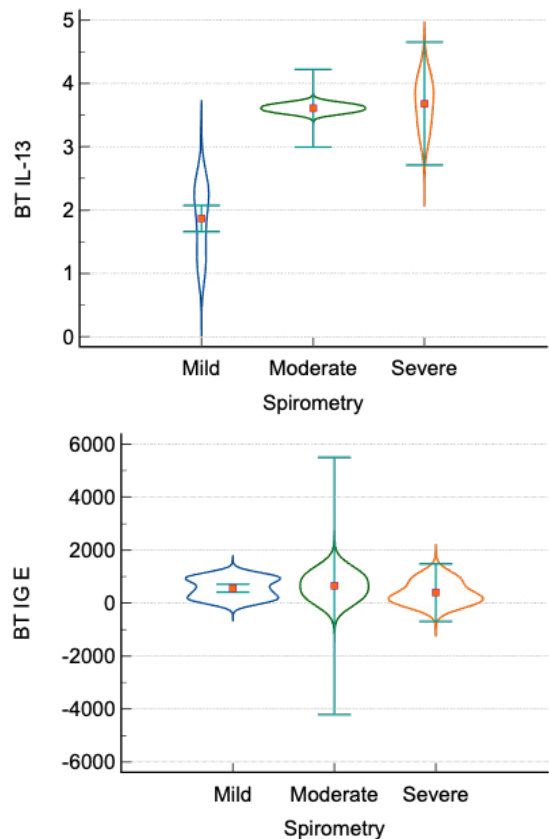 5
4
3
2
1
0
BT IL-13
Mild Moderate Severe
Spirometry
6000
4000
2000
0
-2000
-4000
-6000
BT IG E
Mild Moderate Severe
Spirometry